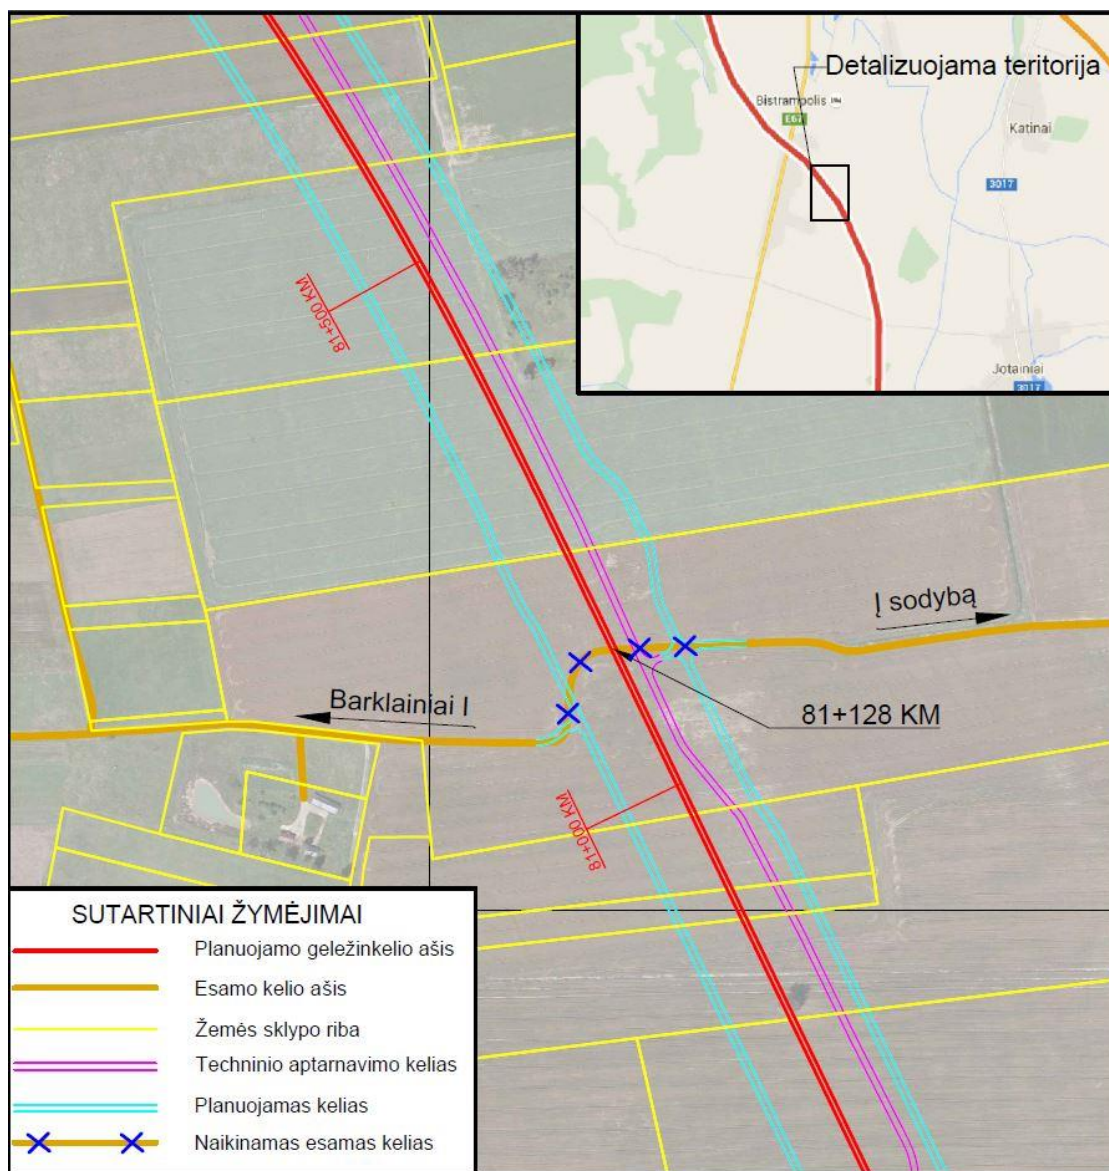 Detalizuojama teritorija
Bistrampolis
E67
Katinai
3017
Jotainiai
3017
81+500 KM
Į sodybą
Barklainiai I
81+128 KM
81+000 KM
SUTARTINIAI ŽYMĖJIMAI
Planuojamo geležinkelio ašis
Esamo kelio ašis
Žemės sklypo riba
Techninio aptarnavimo kelias
Planuojamas kelias
Naikinamas esamas kelias